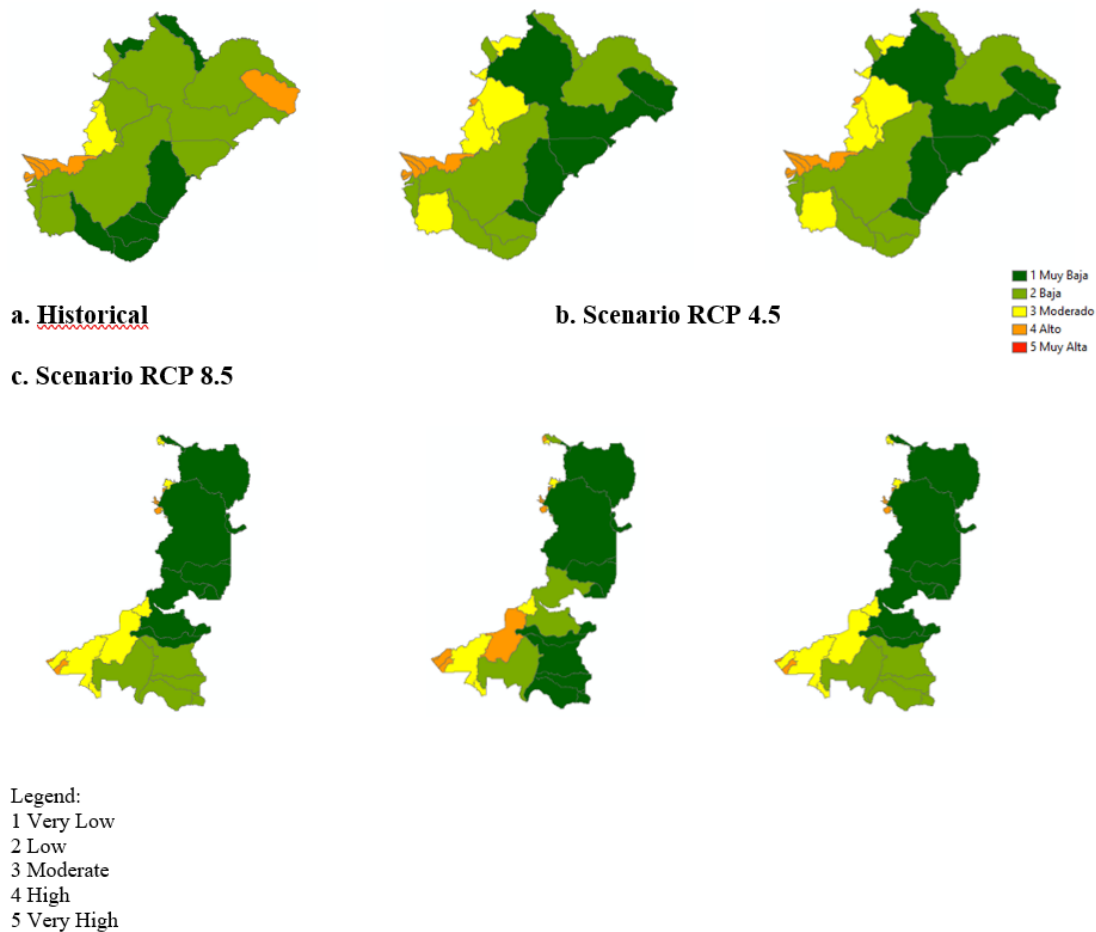 1 Muy Baja
2 Baja
3 Moderado
4 Alto
5 Muy Alta
a. Historical
b. Scenario RCP 4.5
c. Scenario RCP 8.5
Legend:
1 Very Low
2 Low
3 Moderate
4 High
5 Very High